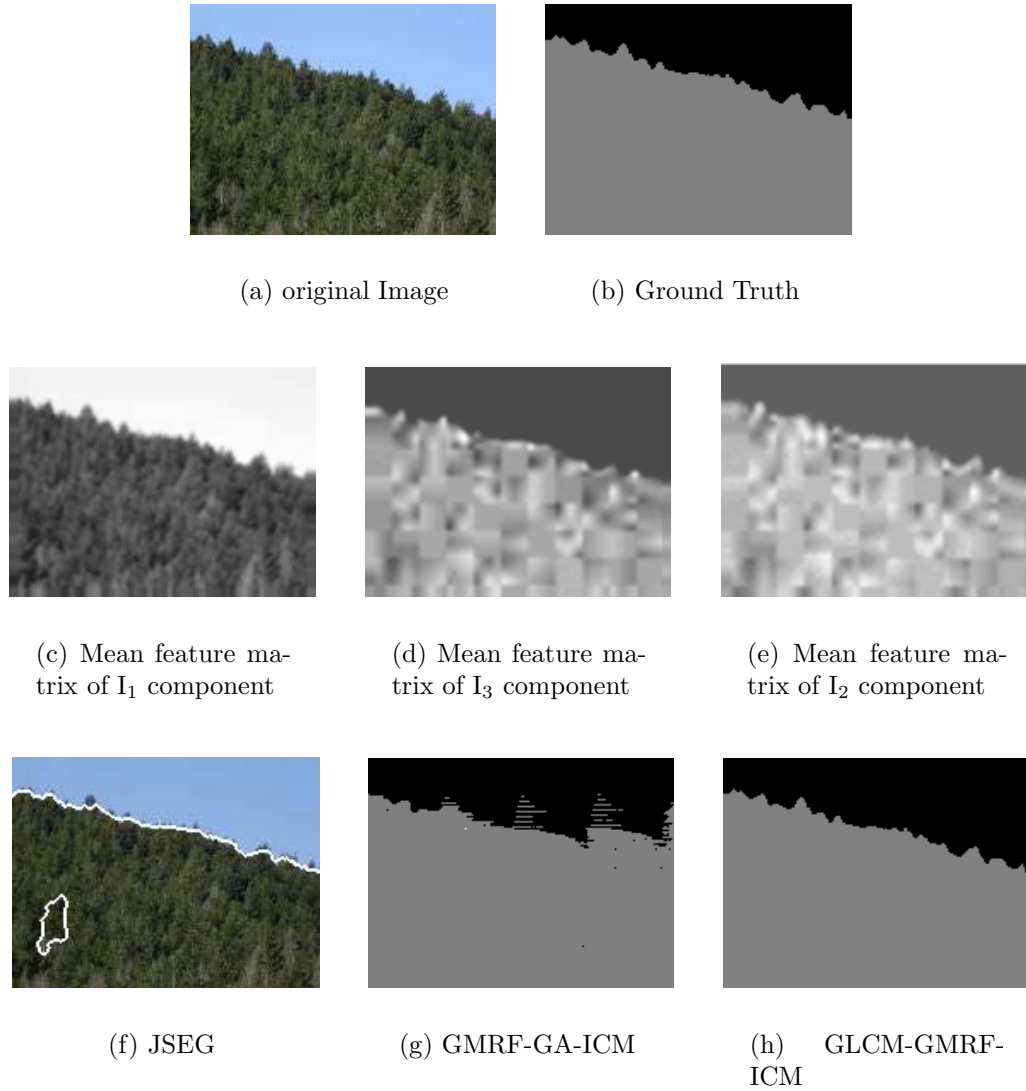 (a) original Image
(b) Ground Truth
(c) Mean feature ma-
trix of I₁ component
(d) Mean feature ma-
trix of I₃ component
(e) Mean feature ma-
trix of I₂ component
(f) JSEG
(g) GMRF-GA-ICM
(h) GLCM-GMRF-
ICM